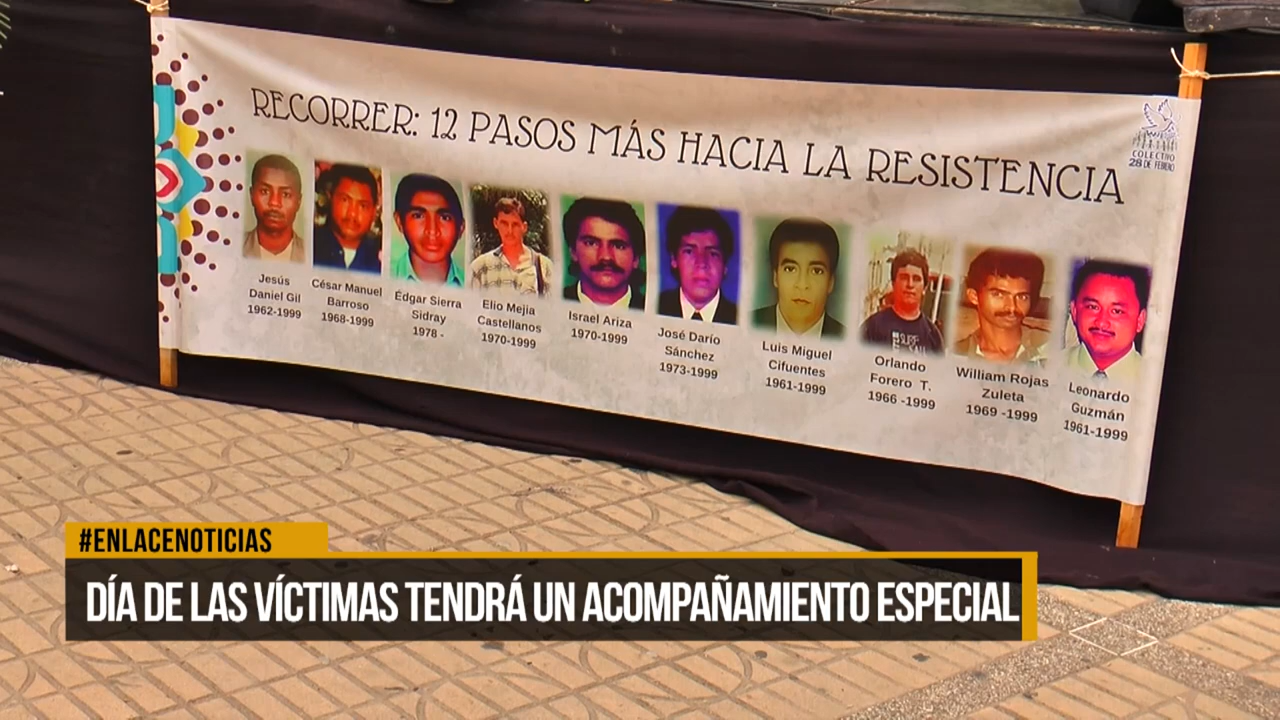 RECORRER: 12 PASOS MÁS HACIA LA RESISTENCIA
COLECTIVO
28 DE FEBRERO
Jesús
Daniel Gil
1962-1999
César Manuel
Barroso
1968-1999
Édgar Sierra
Sidray
1978 -
Elio Mejia
Castellanos
1970-1999
Israel Ariza
1970-1999
José Darío
Sánchez
1973-1999
Luis Miguel
Cifuentes
1961-1999
Orlando
Forero T.
1966 -1999
William Rojas
Zuleta
1969 -1999
Leonardo
Guzmán
1961-1999
#ENLACENOTICIAS
DÍA DE LAS VÍCTIMAS TENDRÁ UN ACOMPAÑAMIENTO ESPECIAL